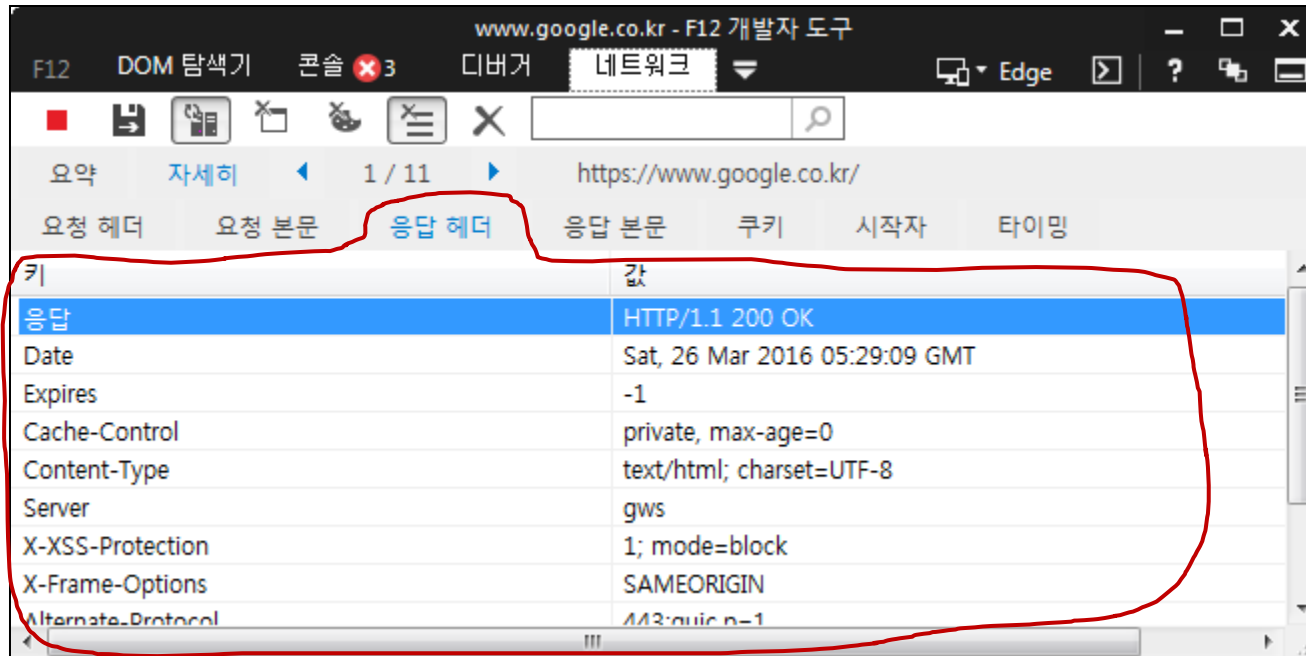 www.google.co.kr - F12 개발자 도구
F12 DOM 탐색기 콘솔 3 디버거 네트워크 Edge ?
요약 자세히 1 / 11 https://www.google.co.kr/
요청 헤더 요청 본문 응답 헤더 응답 본문 쿠키 시작자 타이밍
키 값
응답 HTTP/1.1 200 OK
Date Sat, 26 Mar 2016 05:29:09 GMT
Expires -1
Cache-Control private, max-age=0
Content-Type text/html; charset=UTF-8
Server gws
X-XSS-Protection 1; mode=block
X-Frame-Options SAMEORIGIN
Alternate-Protocol 443:quic,p=1